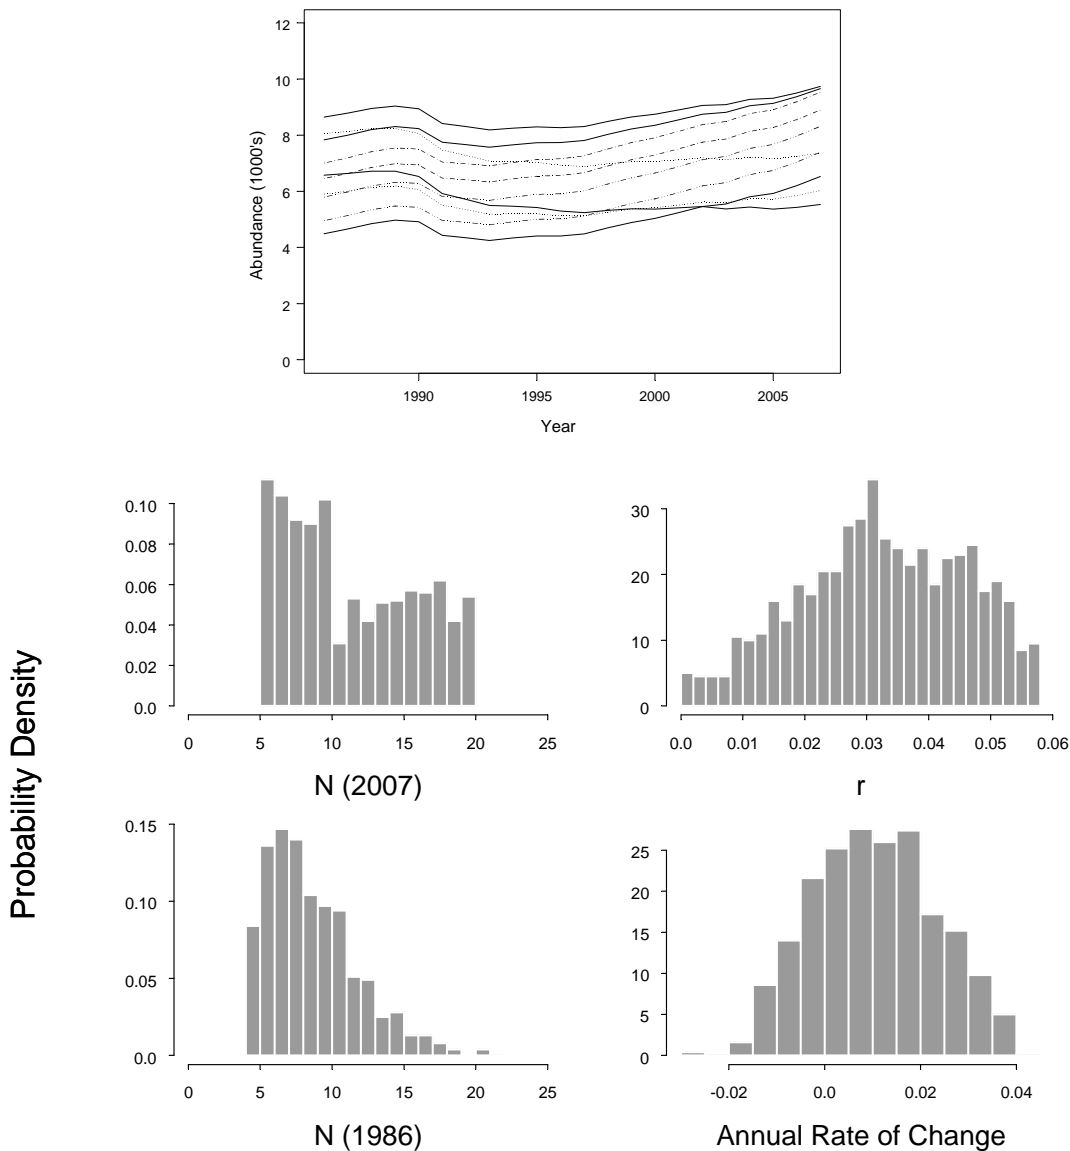 12
10
8
6
4
2
0
Abundance (1000's)
1990 1995 2000 2005
Year
Probability Density
0.10
0.08
0.06
0.04
0.02
0.0
0 5 10 15 20 25
N (2007)
30
20
10
0
0.0 0.01 0.02 0.03 0.04 0.05 0.06
r
0.15
0.10
0.05
0.0
0 5 10 15 20 25
N (1986)
25
20
15
10
5
0
-0.02 0.0 0.02 0.04
Annual Rate of Change